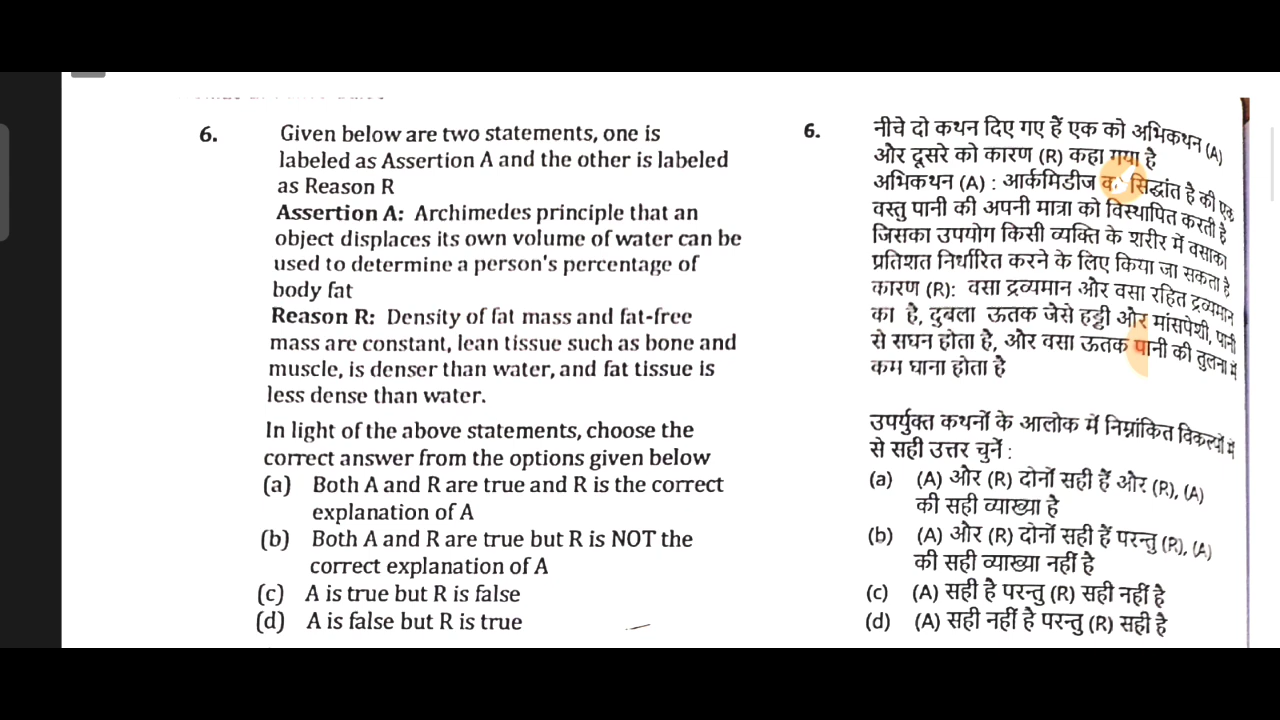 6.
Given below are two statements, one is
labeled as Assertion A and the other is labeled
as Reason R
Assertion A: Archimedes principle that an
object displaces its own volume of water can be
used to determine a person's percentage of
body fat
Reason R: Density of fat mass and fat-free
mass are constant, lean tissue such as bone and
muscle, is denser than water, and fat tissue is
less dense than water.
In light of the above statements, choose the
correct answer from the options given below
(a) Both A and R are true and R is the correct
explanation of A
(b) Both A and R are true but R is NOT the
correct explanation of A
(c) A is true but R is false
(d) A is false but R is true
6.
नीचे दो कथन दिए गए हैं एक को अभिकथन (A)
और दूसरे को कारण (R) कहा गया है
अभिकथन (A) : आर्कमिडीज सिद्धांत है की एक
वस्तु पानी की अपनी मात्रा को विस्थापित करती है
जिसका उपयोग किसी व्यक्ति के शरीर में वसाका
प्रतिशत निर्धारित करने के लिए किया जा सकता है
कारण (R): वसा द्रव्यमान और वसा रहित द्रव्यमान
का है, दुबला ऊतक जैसे हड्डी और मांसपेशी, पानी
से सघन होता है, और वसा ऊतक पानी की तुलना में
कम घाना होता है
उपर्युक्त कथनों के आलोक में निम्नांकित विकल्पों में
से सही उत्तर चुनें :
(a) (A) और (R) दोनों सही हैं और (R), (A)
की सही व्याख्या है
(b) (A) और (R) दोनों सही हैं परन्तु (R), (A)
की सही व्याख्या नहीं है
(c) (A) सही है परन्तु (R) सही नहीं है
(d) (A) सही नहीं है परन्तु (R) सही है